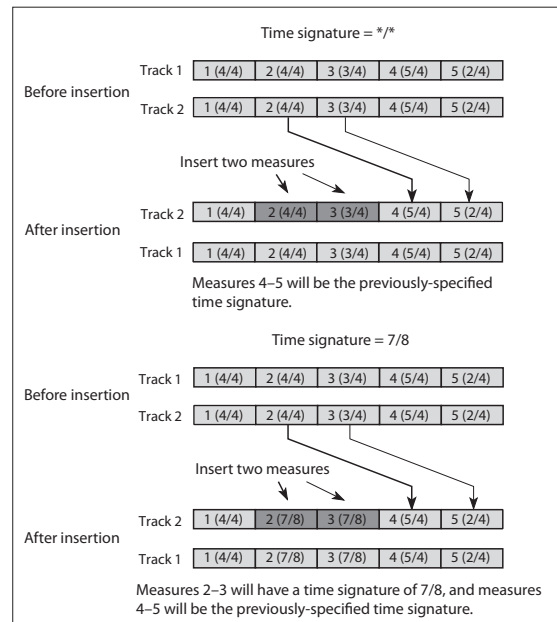 Time signature = */*
Before insertion
Track 1 1 (4/4) 2 (4/4) 3 (3/4) 4 (5/4) 5 (2/4)
Track 2 1 (4/4) 2 (4/4) 3 (3/4) 4 (5/4) 5 (2/4)
Insert two measures
After insertion
Track 2 1 (4/4) 2 (4/4) 3 (3/4) 4 (5/4) 5 (2/4)
Track 1 1 (4/4) 2 (4/4) 3 (3/4) 4 (5/4) 5 (2/4)
Measures 4–5 will be the previously-specified
time signature.
Time signature = 7/8
Before insertion
Track 1 1 (4/4) 2 (4/4) 3 (3/4) 4 (5/4) 5 (2/4)
Track 2 1 (4/4) 2 (4/4) 3 (3/4) 4 (5/4) 5 (2/4)
Insert two measures
After insertion
Track 2 1 (4/4) 2 (7/8) 3 (7/8) 4 (5/4) 5 (2/4)
Track 1 1 (4/4) 2 (7/8) 3 (7/8) 4 (5/4) 5 (2/4)
Measures 2–3 will have a time signature of 7/8, and measures
4–5 will be the previously-specified time signature.